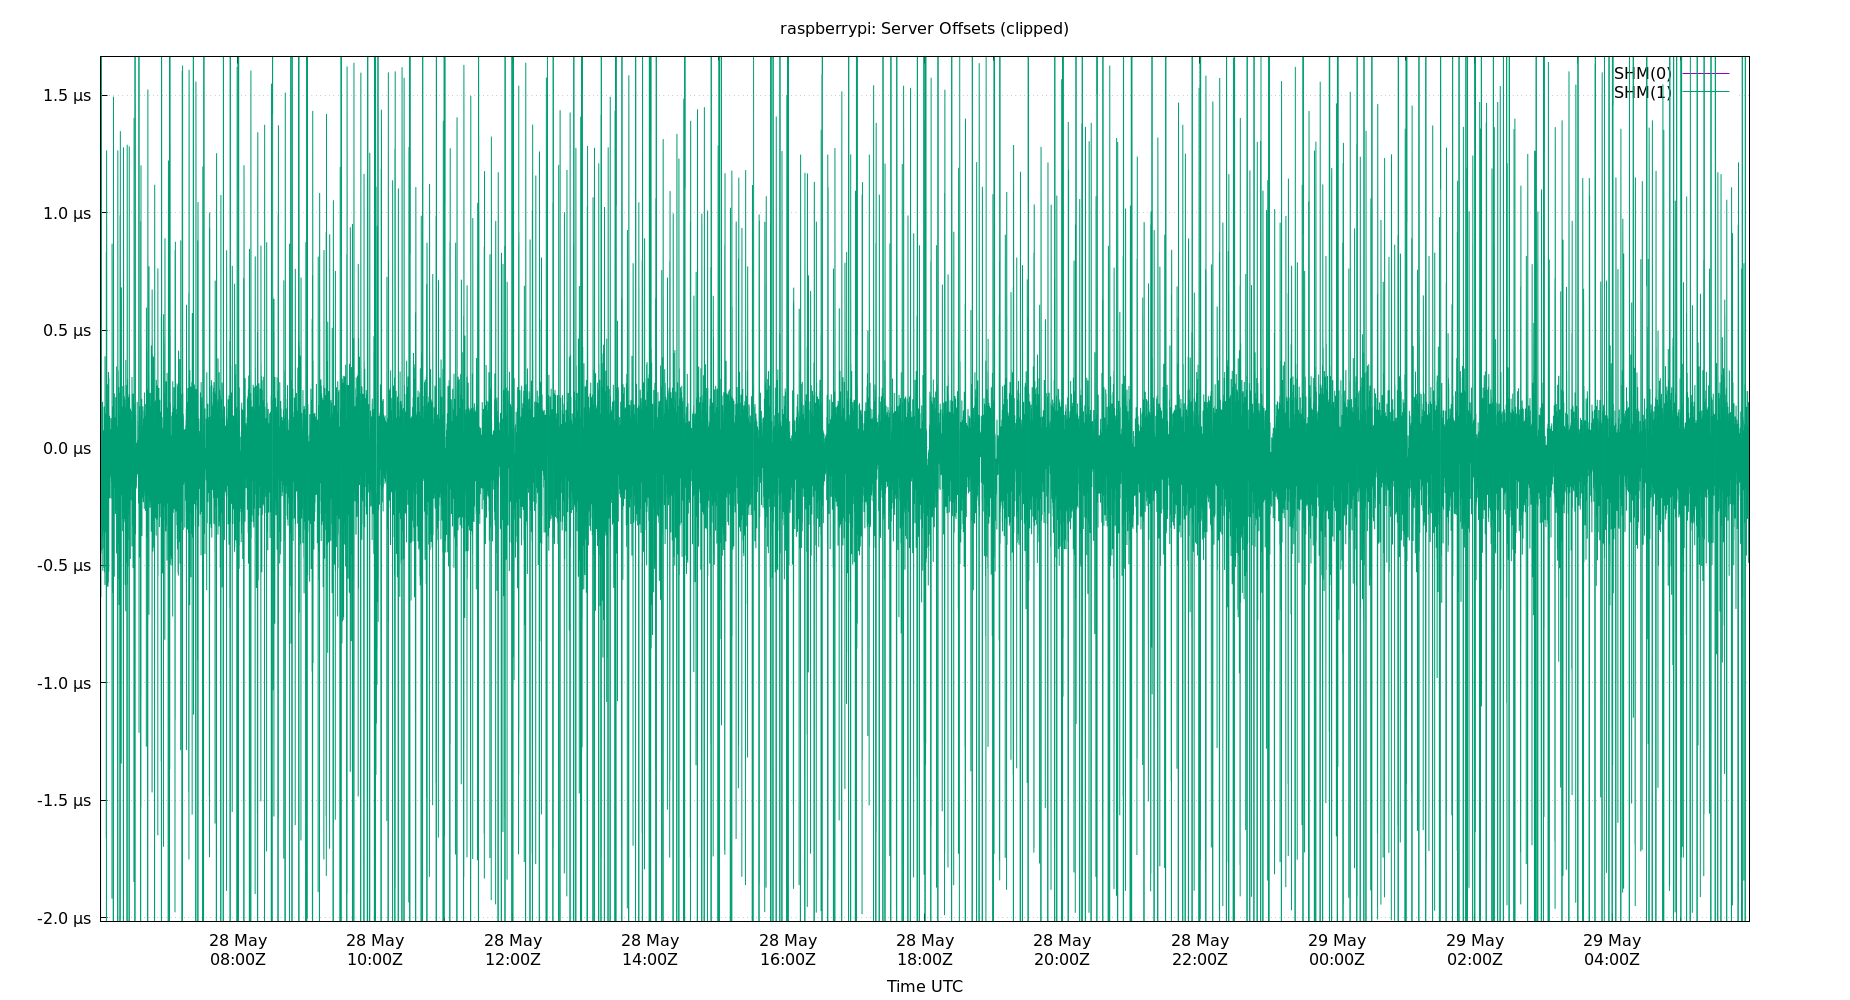 raspberrypi: Server Offsets (clipped)
SHM(0)
SHM(1)
1.5 µs
1.0 µs
0.5 µs
0.0 µs
-0.5 µs
-1.0 µs
-1.5 µs
-2.0 µs
28 May 28 May 28 May 28 May 28 May 28 May 28 May 28 May 29 May 29 May 29 May
08:00Z 10:00Z 12:00Z 14:00Z 16:00Z 18:00Z 20:00Z 22:00Z 00:00Z 02:00Z 04:00Z
Time UTC